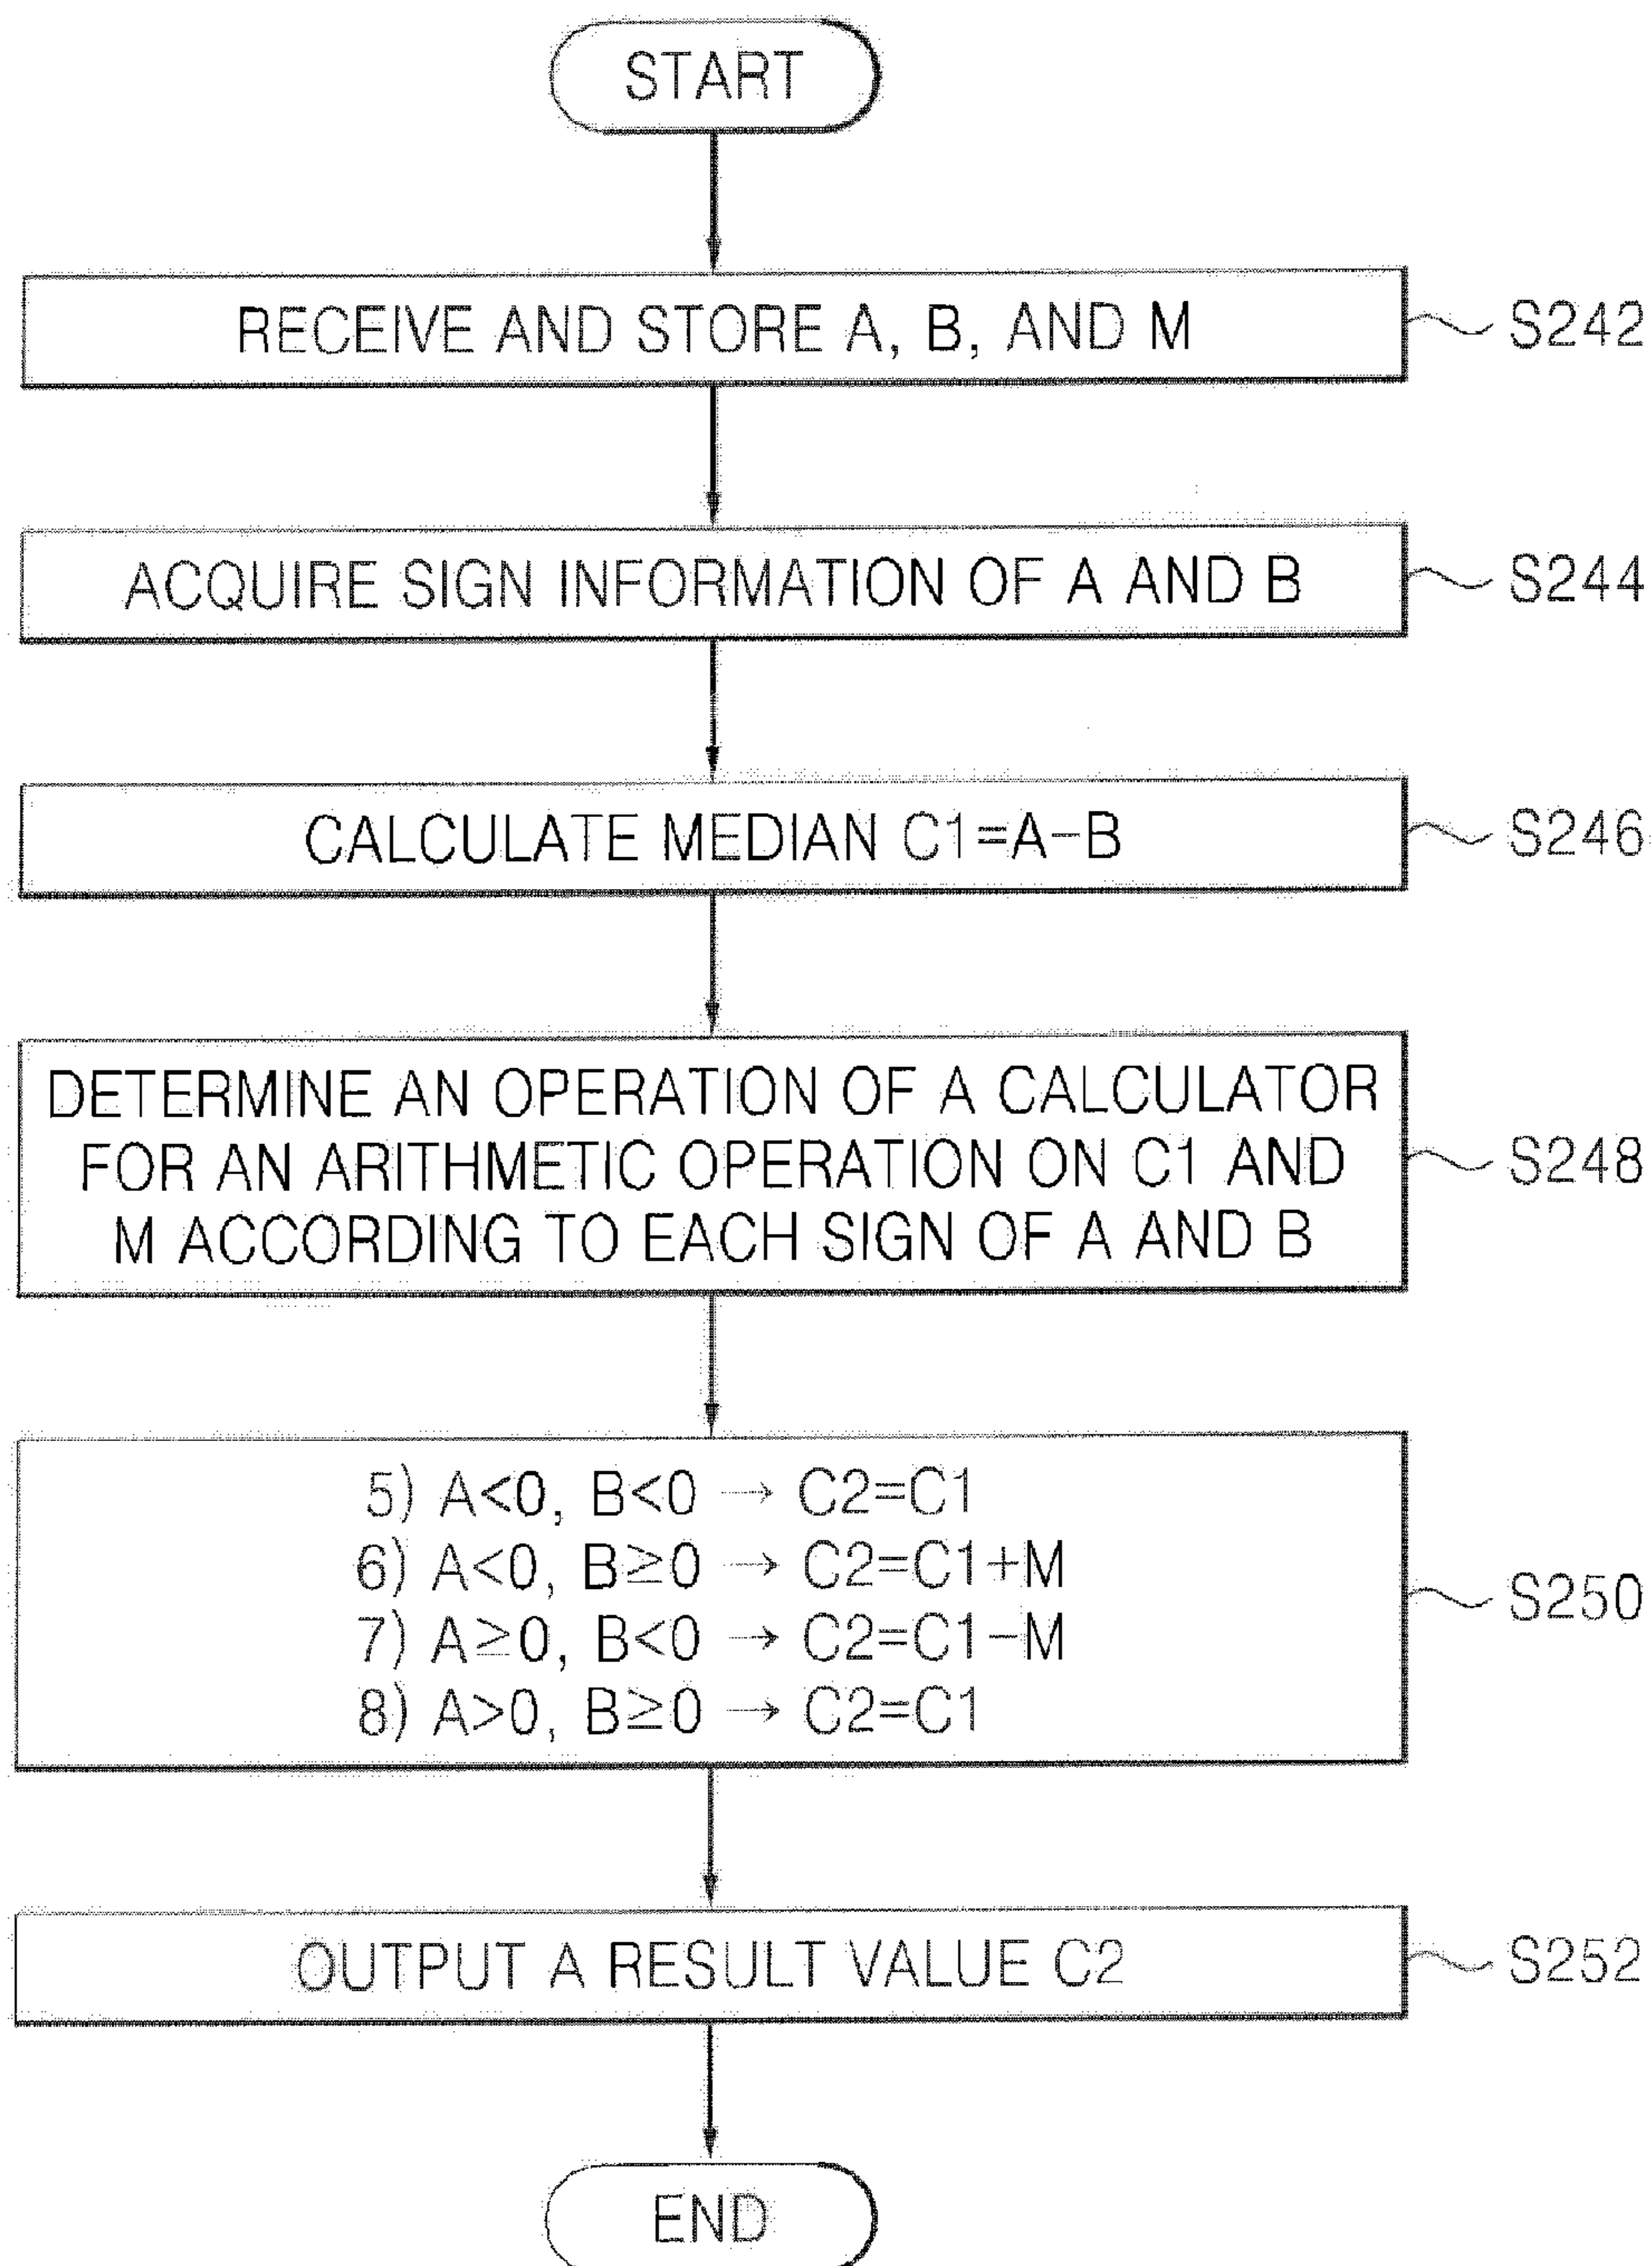 START
RECEIVE AND STORE A, B, AND M
S242
ACQUIRE SIGN INFORMATION OF A AND B
S244
CALCULATE MEDIAN C1=A-B
S246
DETERMINE AN OPERATION OF A CALCULATOR
FOR AN ARITHMETIC OPERATION ON C1 AND
M ACCORDING TO EACH SIGN OF A AND B
S248
5) A<0, B<0 → C2=C1
6) A<0, B≥0 → C2=C1+M
7) A≥0, B<0 → C2=C1-M
8) A>0, B≥0 → C2=C1
S250
OUTPUT A RESULT VALUE C2
S252
END